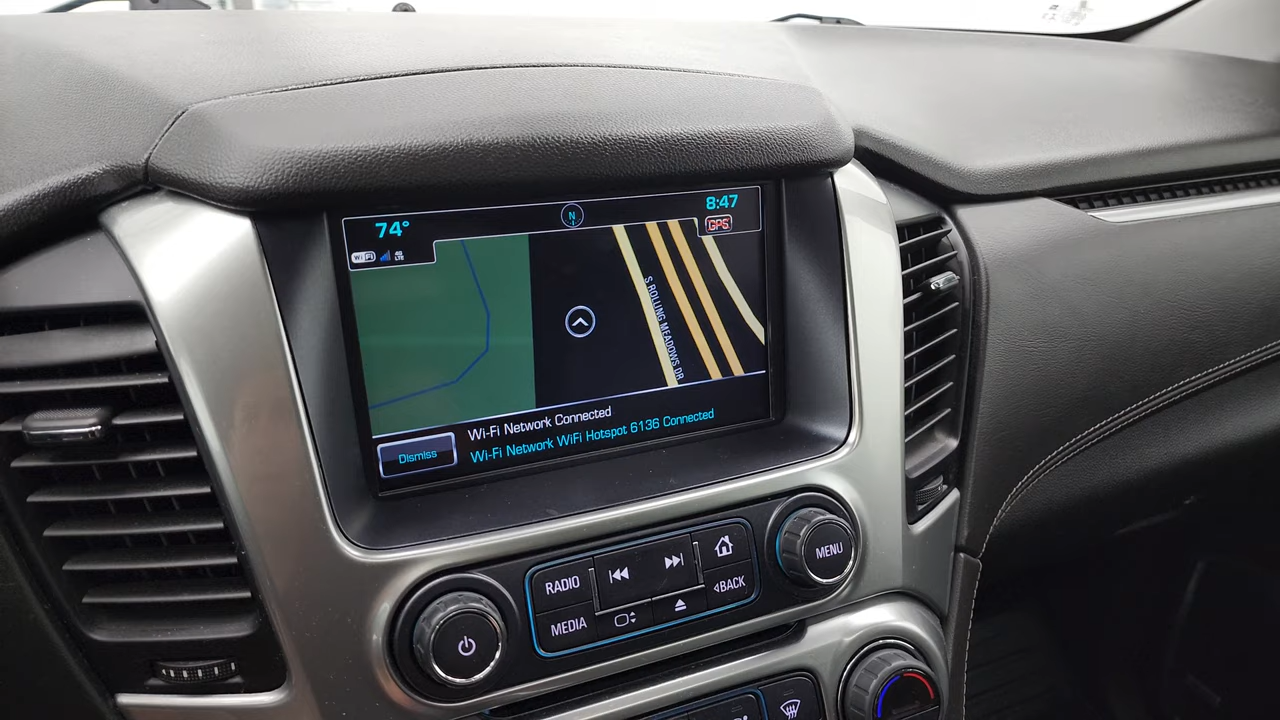 74°
N
8:47
WiFi
4G
LTE
GPS
S ROLLING MEADOWS DR
Wi-Fi Network Connected
Dismiss
Wi-Fi Network WiFi Hotspot 6136 Connected
RADIO
MEDIA
BACK
MENU